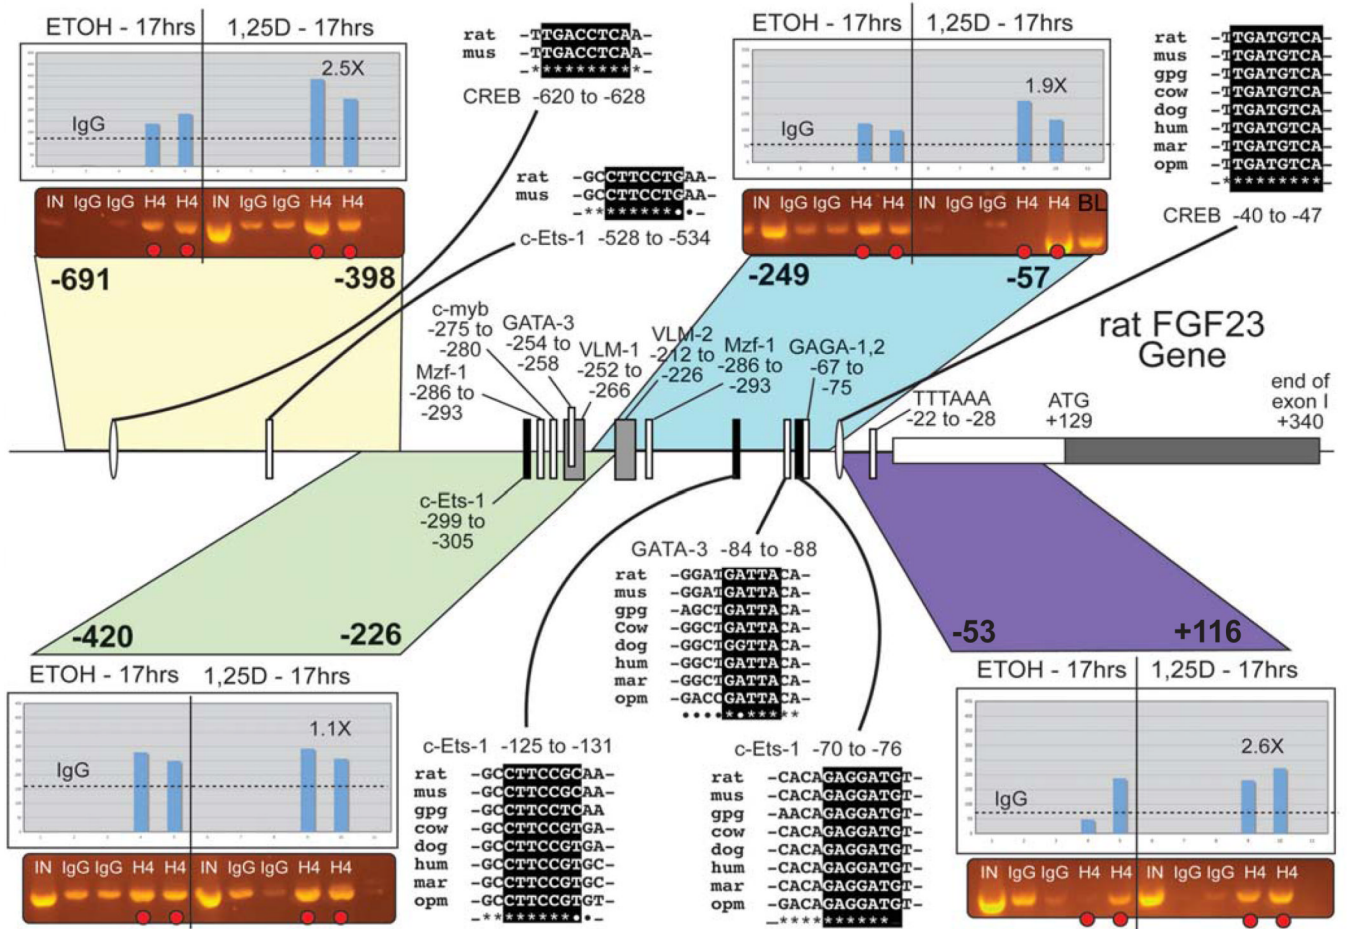 ETOH - 17hrs
1,25D - 17hrs
2.5X
IgG
IN IgG IgG H4 H4 IN IgG IgG H4 H4
-691
-398
rat -TTGACCTCAA-
mus -TTGACCTCAA-
-*********-
CREB -620 to -628
rat -GCCTTCCTGAA-
mus -GCCTTCCTGAA-
c-Ets-1 -528 to -534
ETOH - 17hrs
1,25D - 17hrs
1.9X
IgG
IN IgG IgG H4 H4 IN IgG H4 H4 BL
-249
-57
rat -TTGATGTCA-
mus -TTGATGTCA-
gpg -TTGATGTCA-
cow -TTGATGTCA-
dog -TTGATGTCA-
hum -TTGATGTCA-
mar -TTGATGTCA-
opm -TTGATGTCA-
-*********-
CREB -40 to -47
rat FGF23
Gene
c-myb
-275 to
-280
Mzf-1
-286 to
-293
GATA-3
-254 to
-258
VLM-1
-252 to
-266
VLM-2
-212 to
-226
Mzf-1
-286 to
-293
GAGA-1,2
-67 to
-75
TTTAAA
-22 to -28
ATG
+129
end of
exon I
+340
c-Ets-1
-299 to
-305
-420
-226
-53
+116
GATA-3 -84 to -88
rat -GGATGATTACA-
mus -GGATGATTACA-
gpg -AGCTGATTACA-
Cow -GGCTGATTACA-
dog -GGCTGGTTACA-
hum -GGCTGATTACA-
mar -GGCTGATTACA-
opm -GACCGATTACA-
••••*•*****
ETOH - 17hrs
1,25D - 17hrs
1.1X
IgG
IN IgG IgG H4 H4 IN IgG IgG H4 H4
c-Ets-1 -125 to -131
rat -GCCTTCCGCAA-
mus -GCCTTCCGCAA-
gpg -GCCTTCCTCAA
cow -GCCTTCCGTGA-
dog -GCCTTCCGTGA-
hum -GCCTTCCGTGC-
mar -GCCTTCCGTGC-
opm -GCCTTCCGTGT-
c-Ets-1 -70 to -76
rat -CACAGAGGATGT-
mus -CACAGAGGATGT-
gpg -AACAGAGGATGT-
cow -CACAGAGGATGT-
dog -CACAGAGGATGT-
hum -CACAGAGGATGT-
mar -CACAGAGGATGT-
opm -GACAGAGGATGT-
ETOH - 17hrs
1,25D - 17hrs
2.6X
IgG
IN IgG IgG H4 H4 IN IgG IgG H4 H4